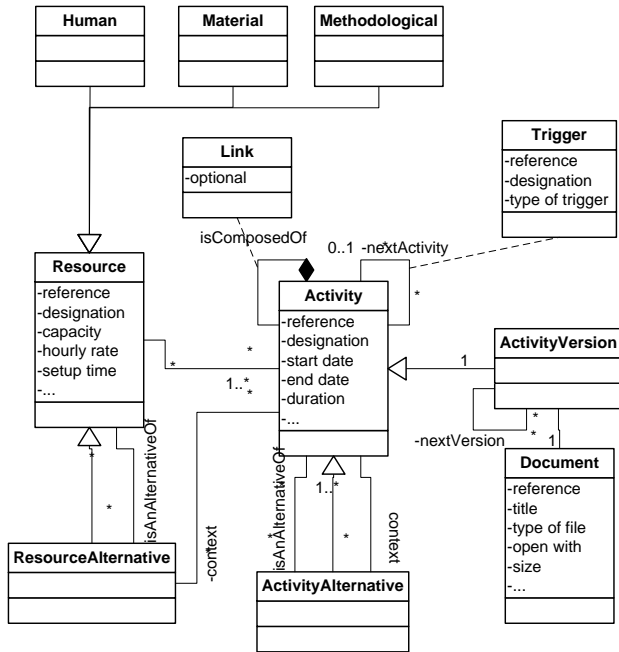 Human
Material
Methodological
Trigger
-reference
-designation
-type of trigger
Link
-optional
isComposedOf
0..1
-nextActivity
*
*
Resource
-reference
-designation
-capacity
-hourly rate
-setup time
-...
Activity
-reference
-designation
-start date
-end date
-duration
-...
ActivityVersion
1
*
*
1..*
*
-nextVersion
*
*
1
Document
-reference
-title
-type of file
-open with
-size
-...
*
*
isAnAlternativeOf
-context
*
isAnAlternativeOf
*
1..*
*
*
context
ResourceAlternative
ActivityAlternative